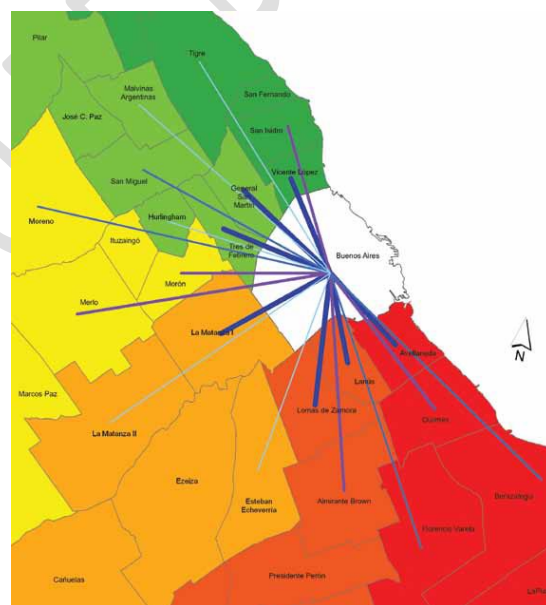 Pilar
Tigre
Malvinas
Argentinas
San Fernando
José C. Paz
San Isidro
San Miguel
Vicente López
General
San
Martín
Moreno
Hurlingham
Ituzaingó
Tres de
Febrero
Buenos Aires
Morón
Merlo
La Matanza I
Avellaneda
N
Lanús
Marcos Paz
Lomas de Zamora
Quilmes
La Matanza II
Ezeiza
Esteban
Echeverría
Almirante Brown
Berazategui
Florencio Varela
Cañuelas
Presidente Perón